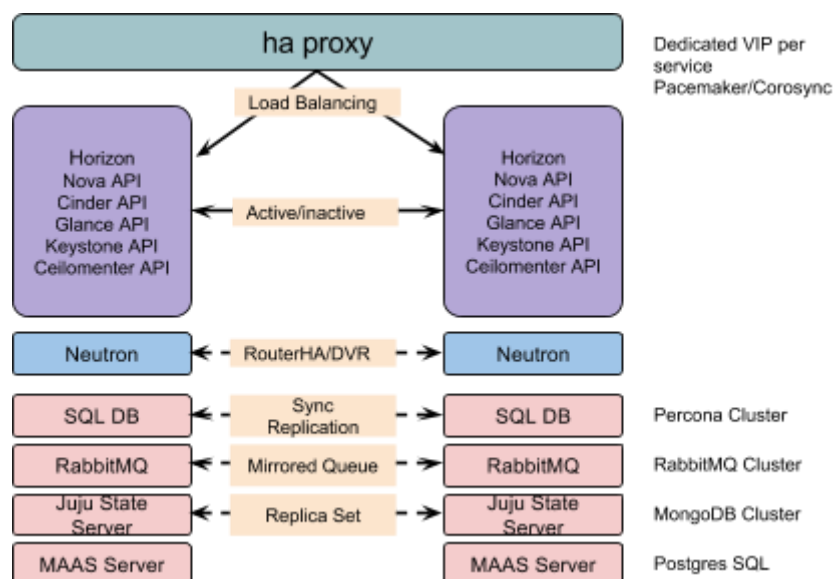 ha proxy
Dedicated VIP per
service
Pacemaker/Corosync
Load Balancing
Horizon
Nova API
Cinder API
Glance API
Keystone API
Ceilomenter API
Active/inactive
Horizon
Nova API
Cinder API
Glance API
Keystone API
Ceilomenter API
Neutron
RouterHA/DVR
Neutron
SQL DB
Sync
Replication
SQL DB
Percona Cluster
RabbitMQ
Mirrored Queue
RabbitMQ
RabbitMQ Cluster
Juju State
Server
Replica Set
Juju State
Server
MongoDB Cluster
MAAS Server
MAAS Server
Postgres SQL